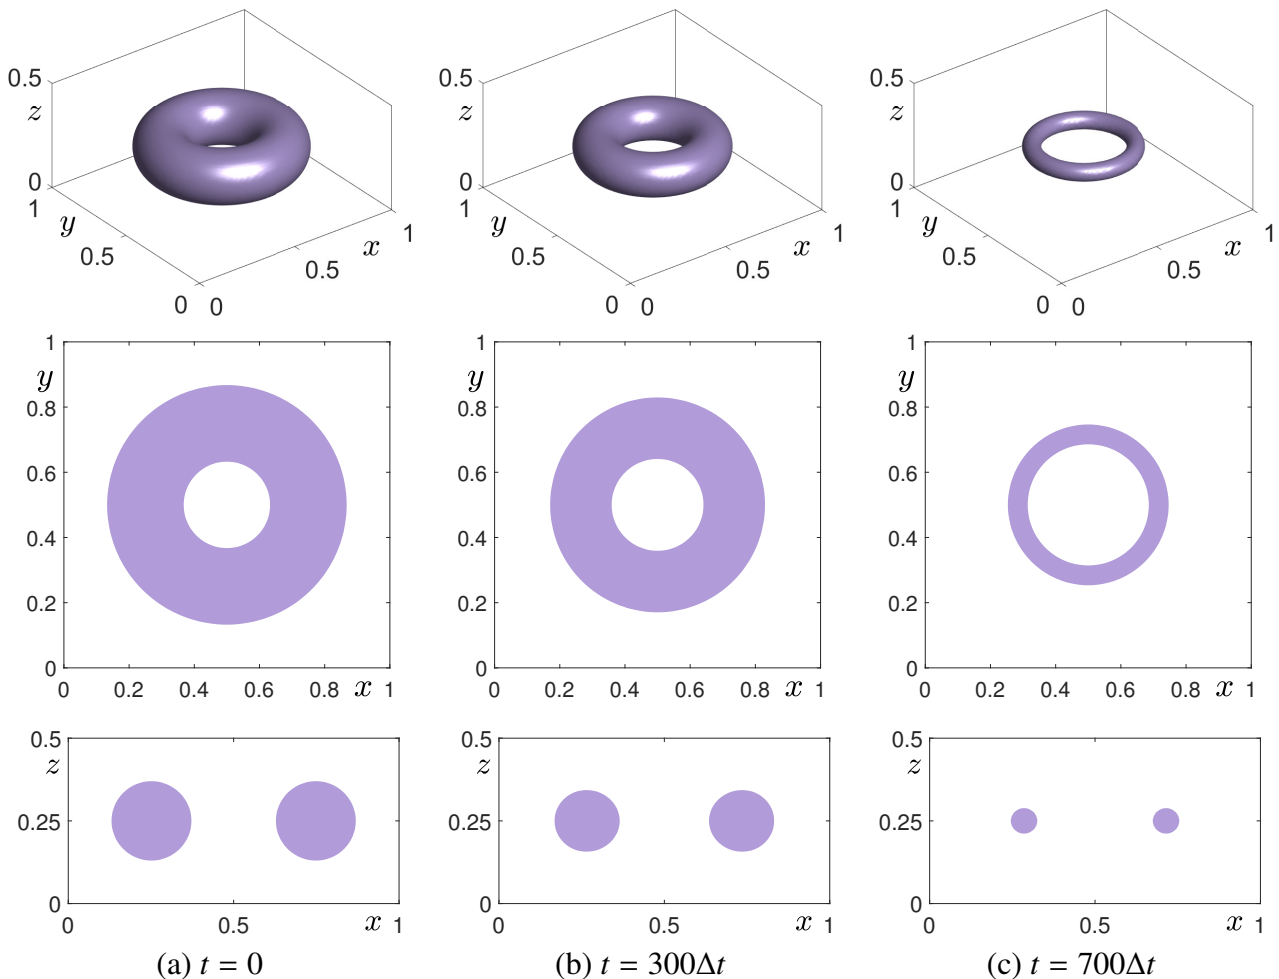 0.5 0.5 0.5
z z z
0 0 0
1 1 1
y x 1 y x 1 y x 1
0.5 0.5 0.5 0.5 0.5 0.5
0 0 0 0 0 0
1 1 1
y y y
0.8 0.8 0.8
0.6 0.6 0.6
0.4 0.4 0.4
0.2 0.2 0.2
0 0 0
0 0.2 0.4 0.6 0.8 x 1 0 0.2 0.4 0.6 0.8 x 1 0 0.2 0.4 0.6 0.8 x 1
0.5 0.5 0.5
z z z
0.25 0.25 0.25
0 0 0
0 0.5 x 1 0 0.5 x 1 0 0.5 x 1
(a) t = 0 (b) t = 300Δt (c) t = 700Δt